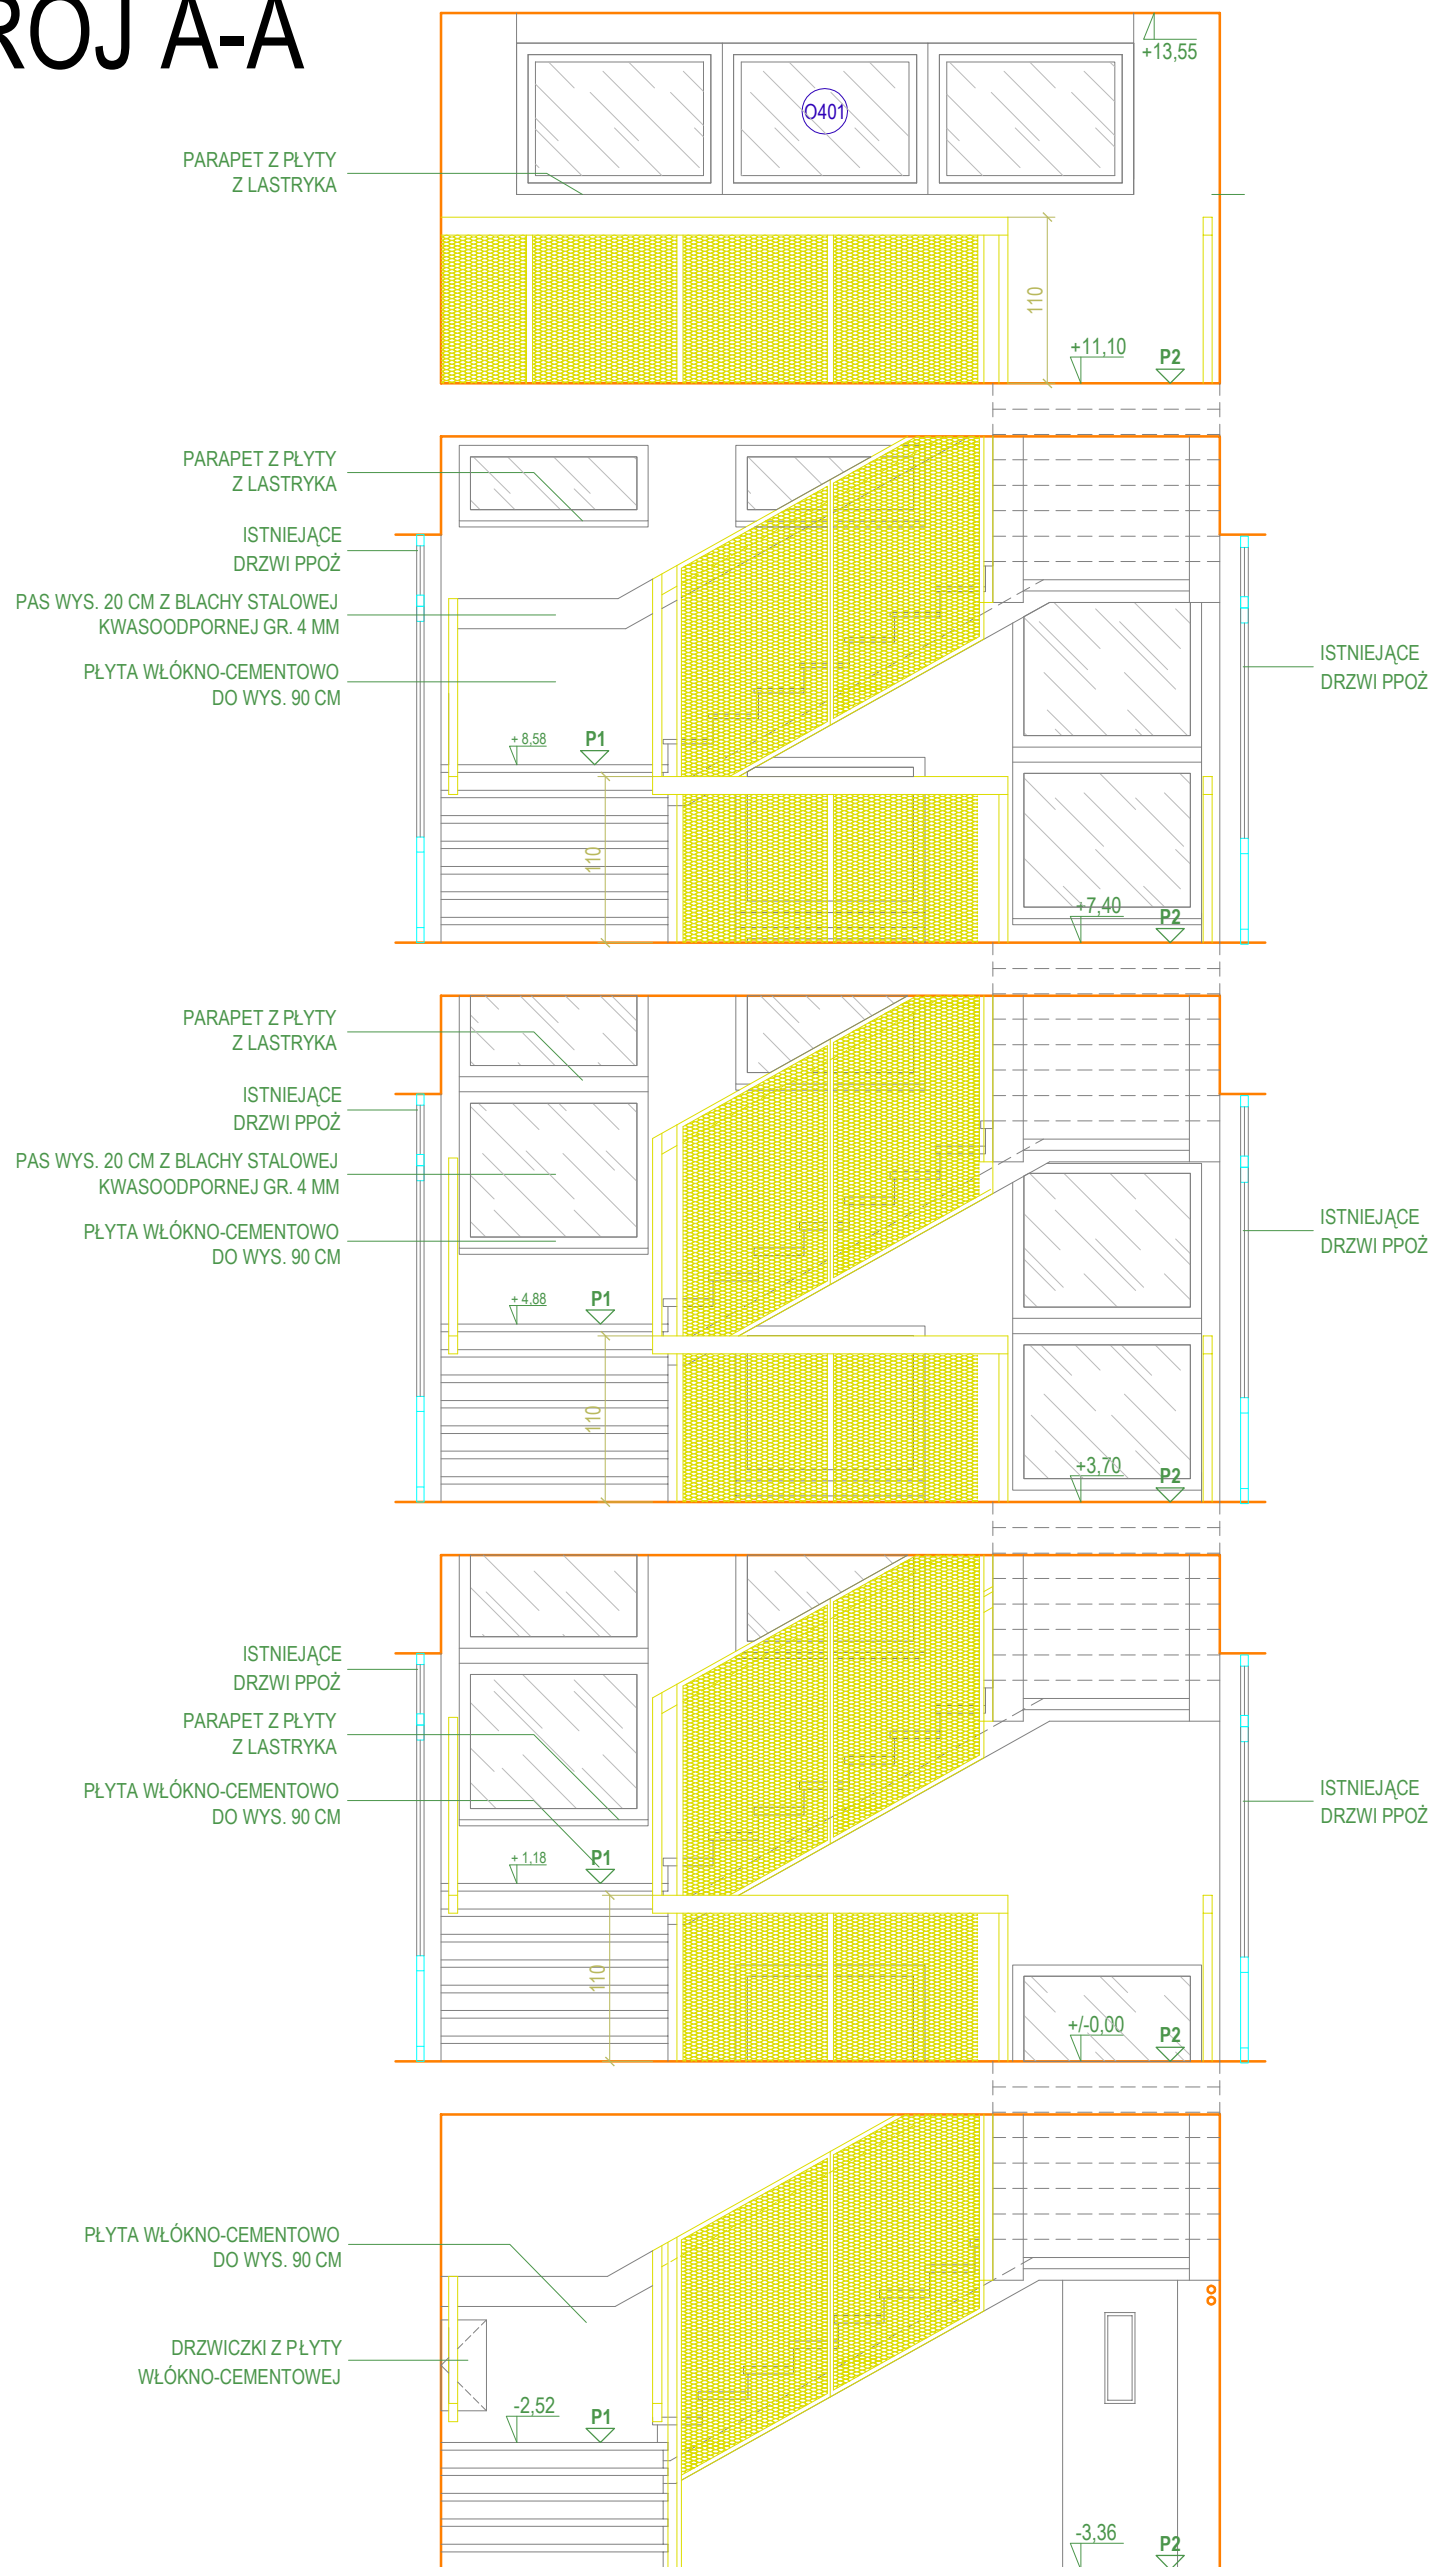 RÓJ A-A
+13,55
O401
PARAPET Z PŁYTY
Z LASTRYKA
110
+11,10
P2
PARAPET Z PŁYTY
Z LASTRYKA
ISTNIEJĄCE
DRZWI PPOŻ
PAS WYS. 20 CM Z BLACHY STALOWEJ
KWASOODPORNEJ GR. 4 MM
ISTNIEJĄCE
DRZWI PPOŻ
PŁYTA WŁÓKNO-CEMENTOWO
DO WYS. 90 CM
+ 8,58
P1
110
+7,40
P2
PARAPET Z PŁYTY
Z LASTRYKA
ISTNIEJĄCE
DRZWI PPOŻ
PAS WYS. 20 CM Z BLACHY STALOWEJ
KWASOODPORNEJ GR. 4 MM
ISTNIEJĄCE
DRZWI PPOŻ
PŁYTA WŁÓKNO-CEMENTOWO
DO WYS. 90 CM
+ 4,88
P1
110
+3,70
P2
ISTNIEJĄCE
DRZWI PPOŻ
PARAPET Z PŁYTY
Z LASTRYKA
PŁYTA WŁÓKNO-CEMENTOWO
DO WYS. 90 CM
ISTNIEJĄCE
DRZWI PPOŻ
+ 1,18
P1
110
+/-0,00
P2
PŁYTA WŁÓKNO-CEMENTOWO
DO WYS. 90 CM
DRZWICZKI Z PŁYTY
WŁÓKNO-CEMENTOWEJ
-2,52
P1
-3,36
P2